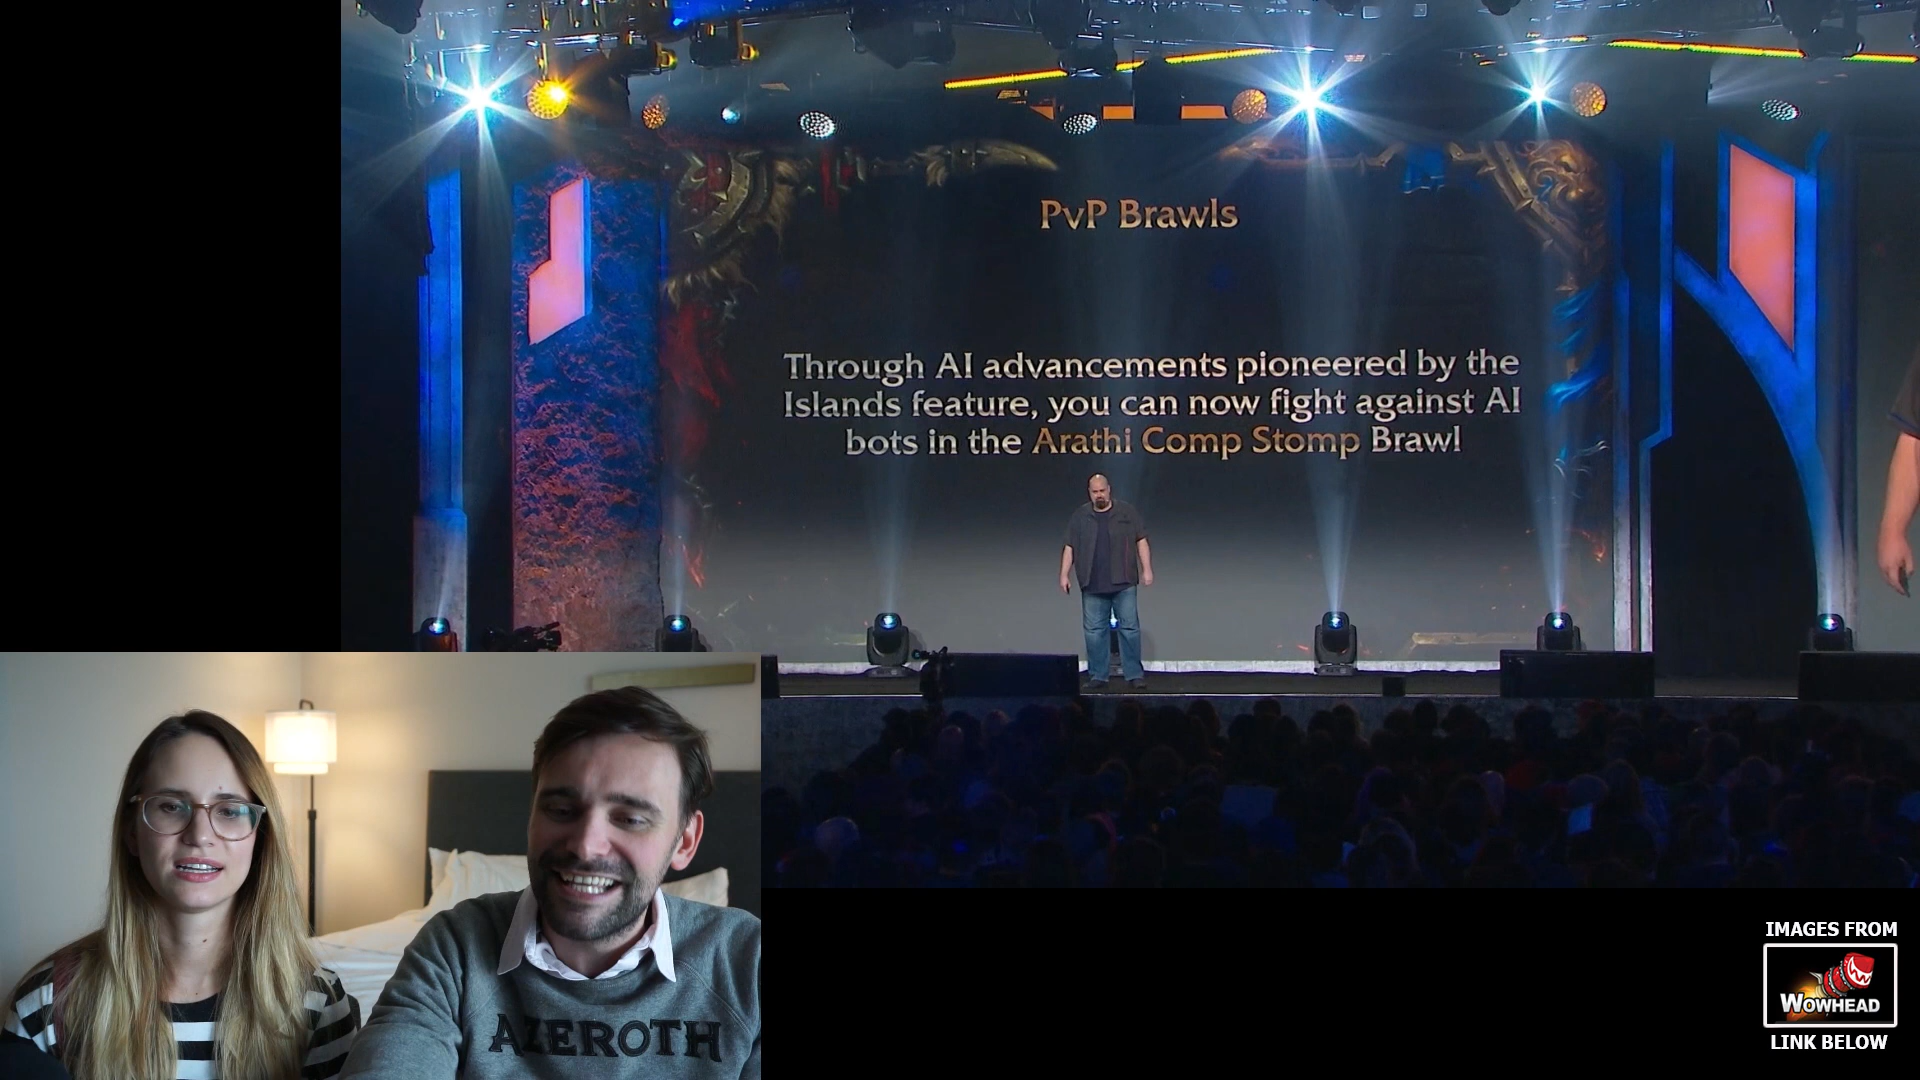 PvP Brawls
Through AI advancements pioneered by the
Islands feature, you can now fight against AI
bots in the Arathi Comp Stomp Brawl
AZEROTH
IMAGES FROM
WOWHEAD
LINK BELOW